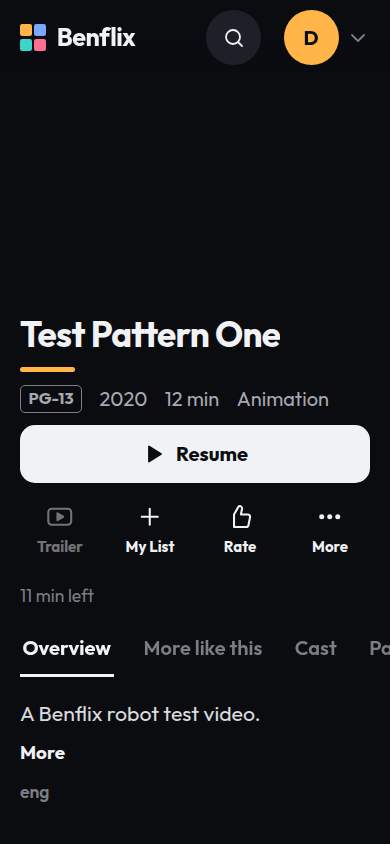 Benflix
D
Test Pattern One
PG-13 2020 12 min Animation
Resume
Trailer My List Rate More
11 min left
Overview More like this Cast Pa
A Benflix robot test video.
More
eng